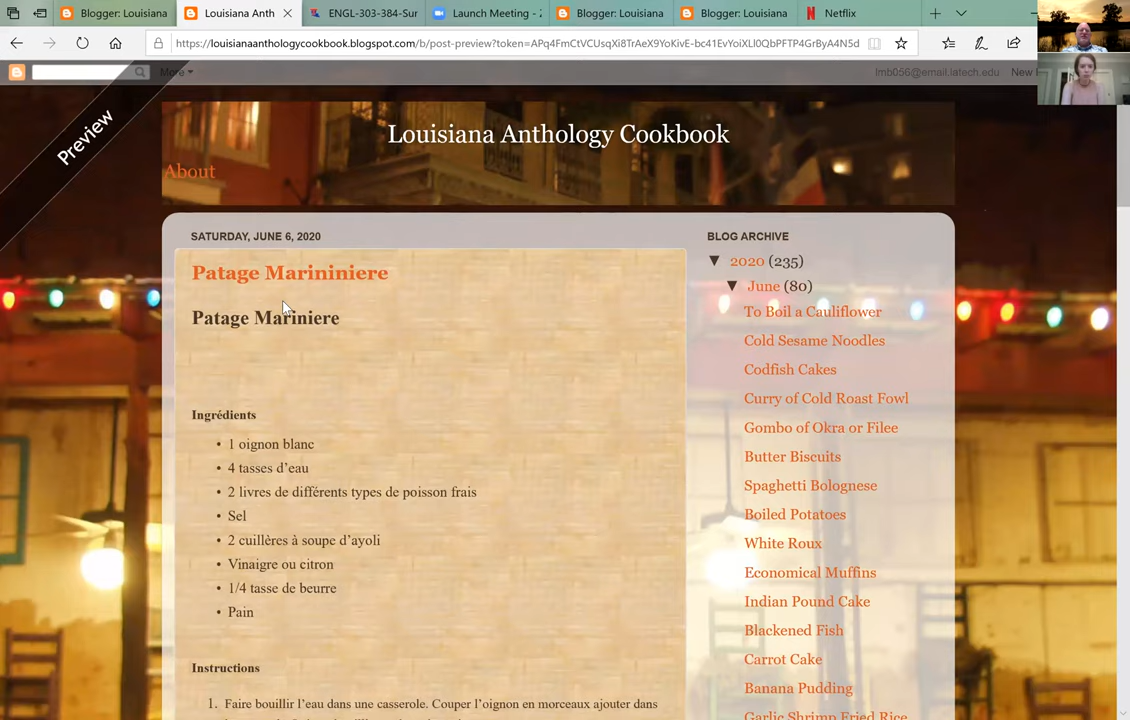 Blogger: Louisiana
Louisiana Anth
ENGL-303-384-Sur
Launch Meeting - Z
Blogger: Louisiana
Blogger: Louisiana
Netflix
https://louisianaanthologycookbook.blogspot.com/b/post-preview?token=APq4FmCtVCUsqXi8TrAeX9YoKivE-bc41EvYoiXLl0QbPFTP4GrByA4N5d
More
lmb056@email.latech.edu
New
Preview
Louisiana Anthology Cookbook
About
SATURDAY, JUNE 6, 2020
Patage Marininiere
Patage Mariniere
Ingrédients
• 1 oignon blanc
• 4 tasses d'eau
• 2 livres de différents types de poisson frais
• Sel
• 2 cuillères à soupe d'ayoli
• Vinaigre ou citron
• 1/4 tasse de beurre
• Pain
Instructions
1. Faire bouillir l'eau dans une casserole. Couper l'oignon en morceaux ajouter dans
BLOG ARCHIVE
▼ 2020 (235)
▼ June (80)
To Boil a Cauliflower
Cold Sesame Noodles
Codfish Cakes
Curry of Cold Roast Fowl
Gombo of Okra or Filee
Butter Biscuits
Spaghetti Bolognese
Boiled Potatoes
White Roux
Economical Muffins
Indian Pound Cake
Blackened Fish
Carrot Cake
Banana Pudding
Garlic Shrimp Fried Rice